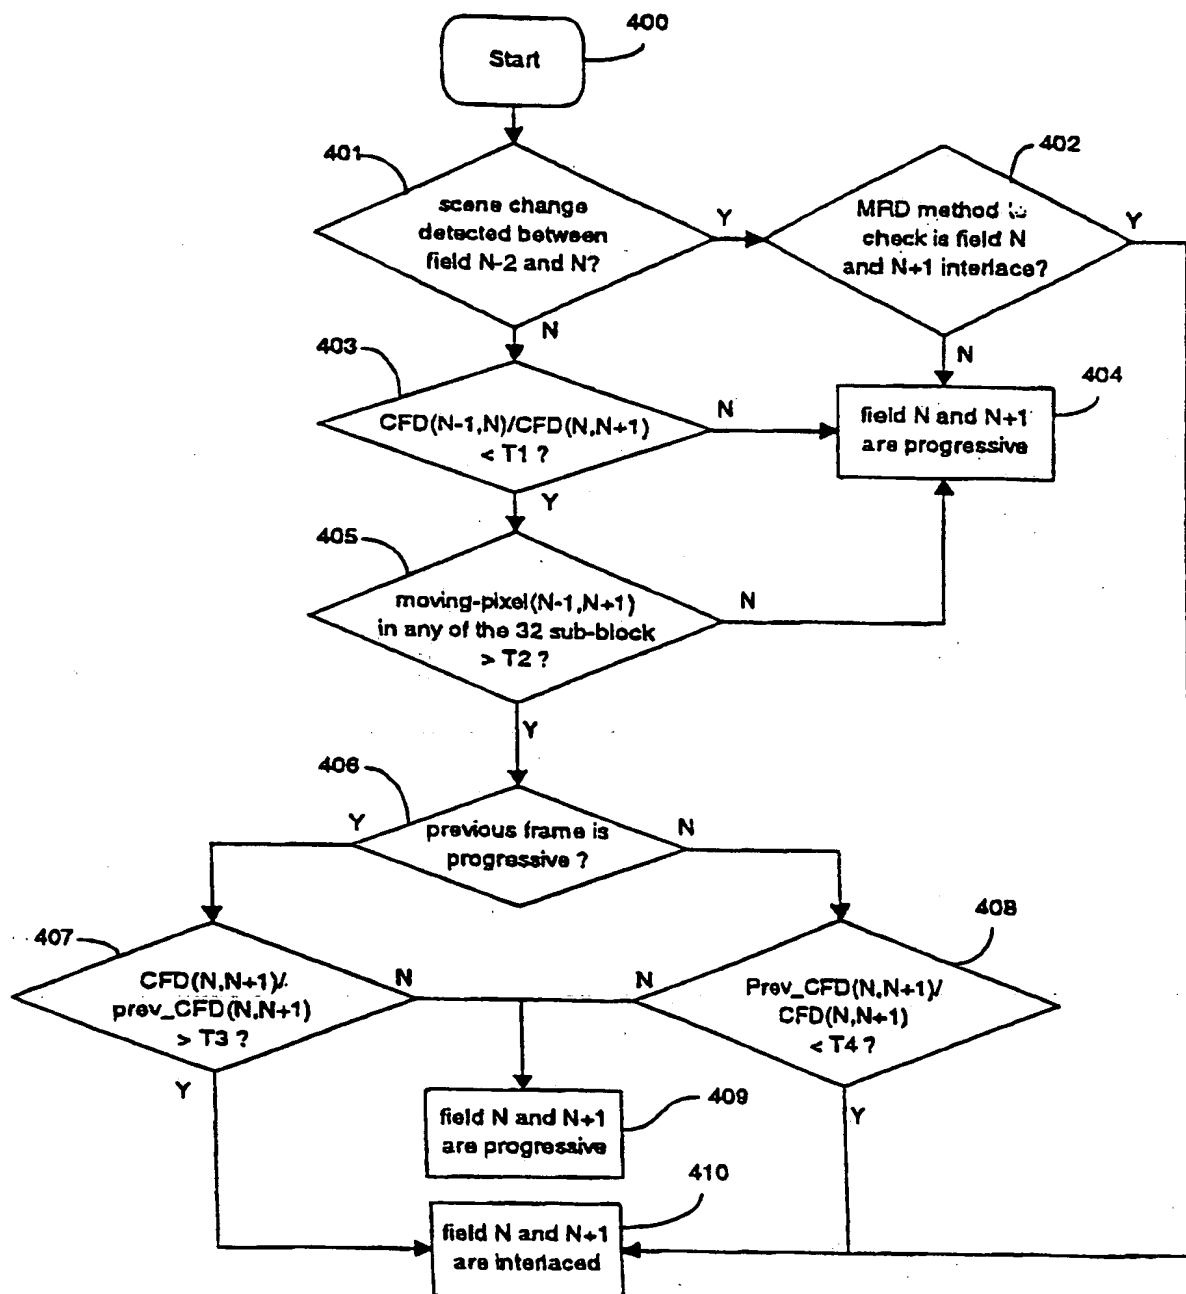 400
Start
401
402
scene change
detected between
field N-2 and N?
Y
MRD method to
check is field N
and N+1 interlace?
Y
N
N
403
404
CFD(N-1,N)/CFD(N,N+1)
< T1 ?
N
field N and N+1
are progressive
Y
405
moving-pixel(N-1,N+1)
in any of the 32 sub-block
> T2 ?
N
Y
406
Y
previous frame is
progressive ?
N
407
408
CFD(N,N+1)/
prev_CFD(N,N+1)
> T3 ?
N
N
Prev_CFD(N,N+1)/
CFD(N,N+1)
< T4 ?
Y
Y
409
field N and N+1
are progressive
410
field N and N+1
are interlaced